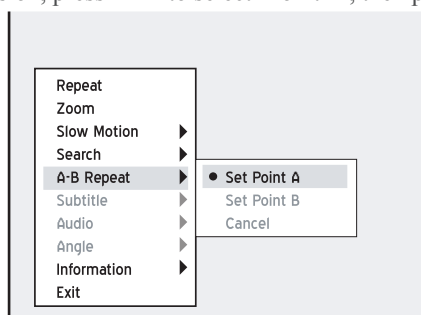 Repeat
Zoom
Slow Motion
Search
A-B Repeat
Subtitle
Audio
Angle
Information
Exit
Set Point A
Set Point B
Cancel